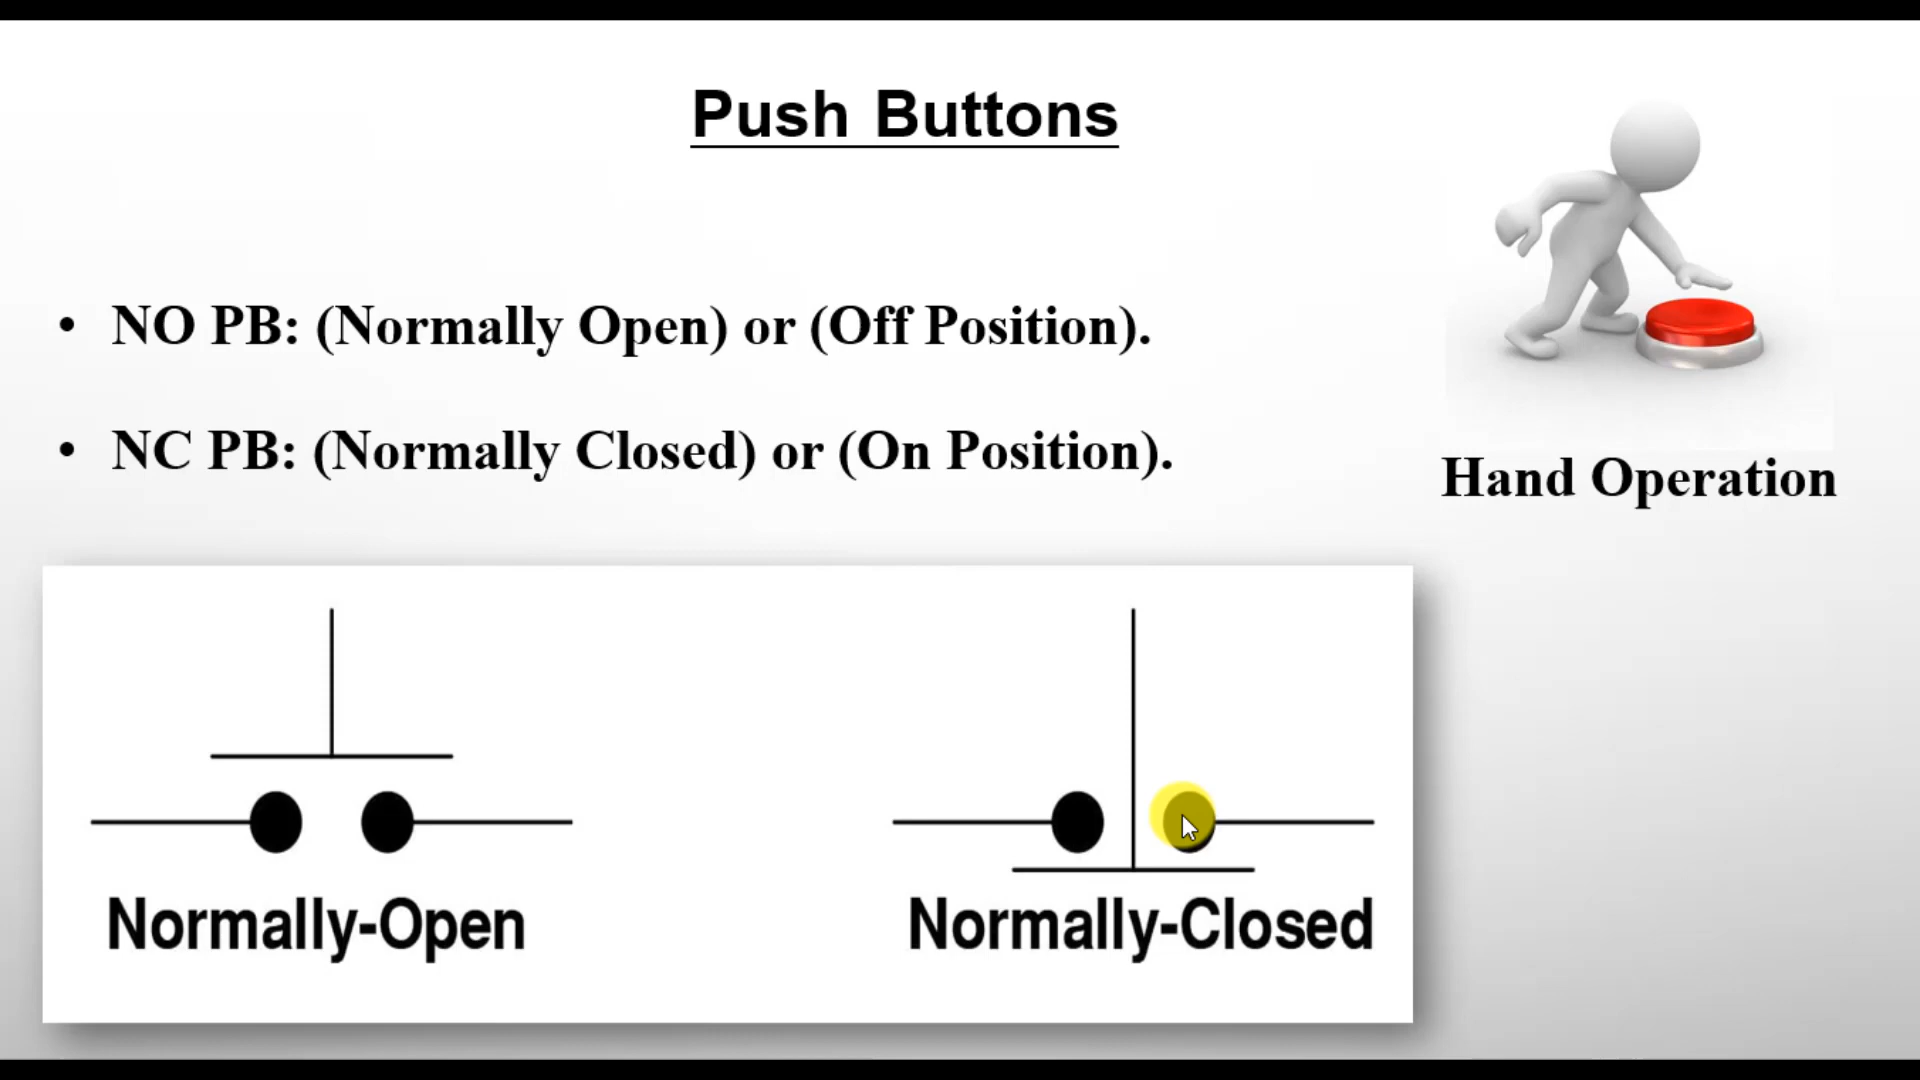 Push Buttons
• NO PB: (Normally Open) or (Off Position).
• NC PB: (Normally Closed) or (On Position).
Hand Operation
Normally-Open
Normally-Closed